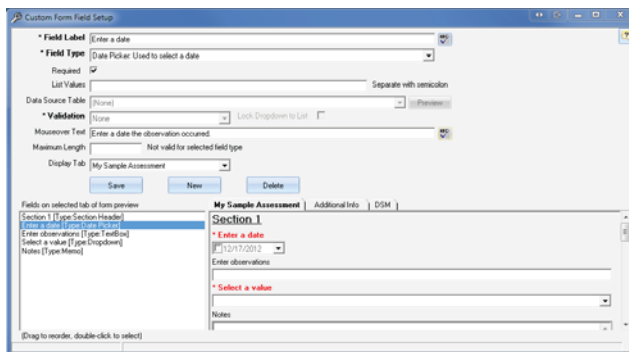 Custom Form Field Setup
* Field Label Enter a date
* Field Type Date Picker: Used to select a date
Required
List Values Separate with semicolon
Data Source Table (None) Preview
* Validation None Lock Dropdown to List
Mouseover Text Enter a date the observation occurred.
Maximum Length Not valid for selected field type
Display Tab My Sample Assessment
Save New Delete
Fields on selected tab of form preview
Section 1 [Type:Section Header]
Enter a date [Type:Date Picker]
Enter observations [Type:TextBox]
Select a value [Type:Dropdown]
Notes [Type:Memo]
(Drag to reorder, double-click to select)
My Sample Assessment Additional Info DSM
Section 1
* Enter a date
12/17/2012
Enter observations
* Select a value
Notes